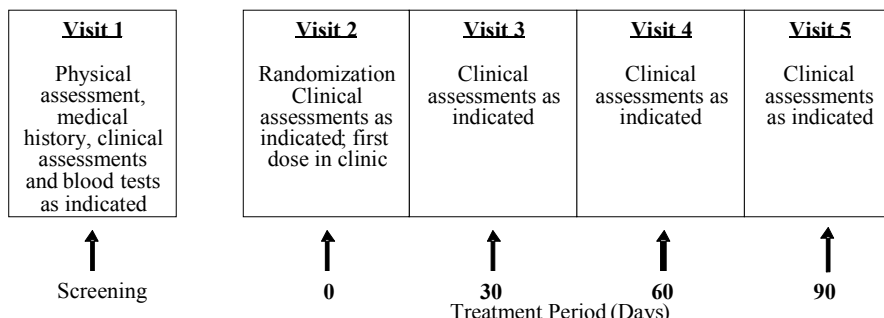 Visit 1
Physical
assessment,
medical
history, clinical
assessments
and blood tests
as indicated
Visit 2
Randomization
Clinical
assessments as
indicated; first
dose in clinic
Visit 3
Clinical
assessments as
indicated
Visit 4
Clinical
assessments as
indicated
Visit 5
Clinical
assessments
as indicated
Screening
0
30
60
90
Treatment Period (Days)